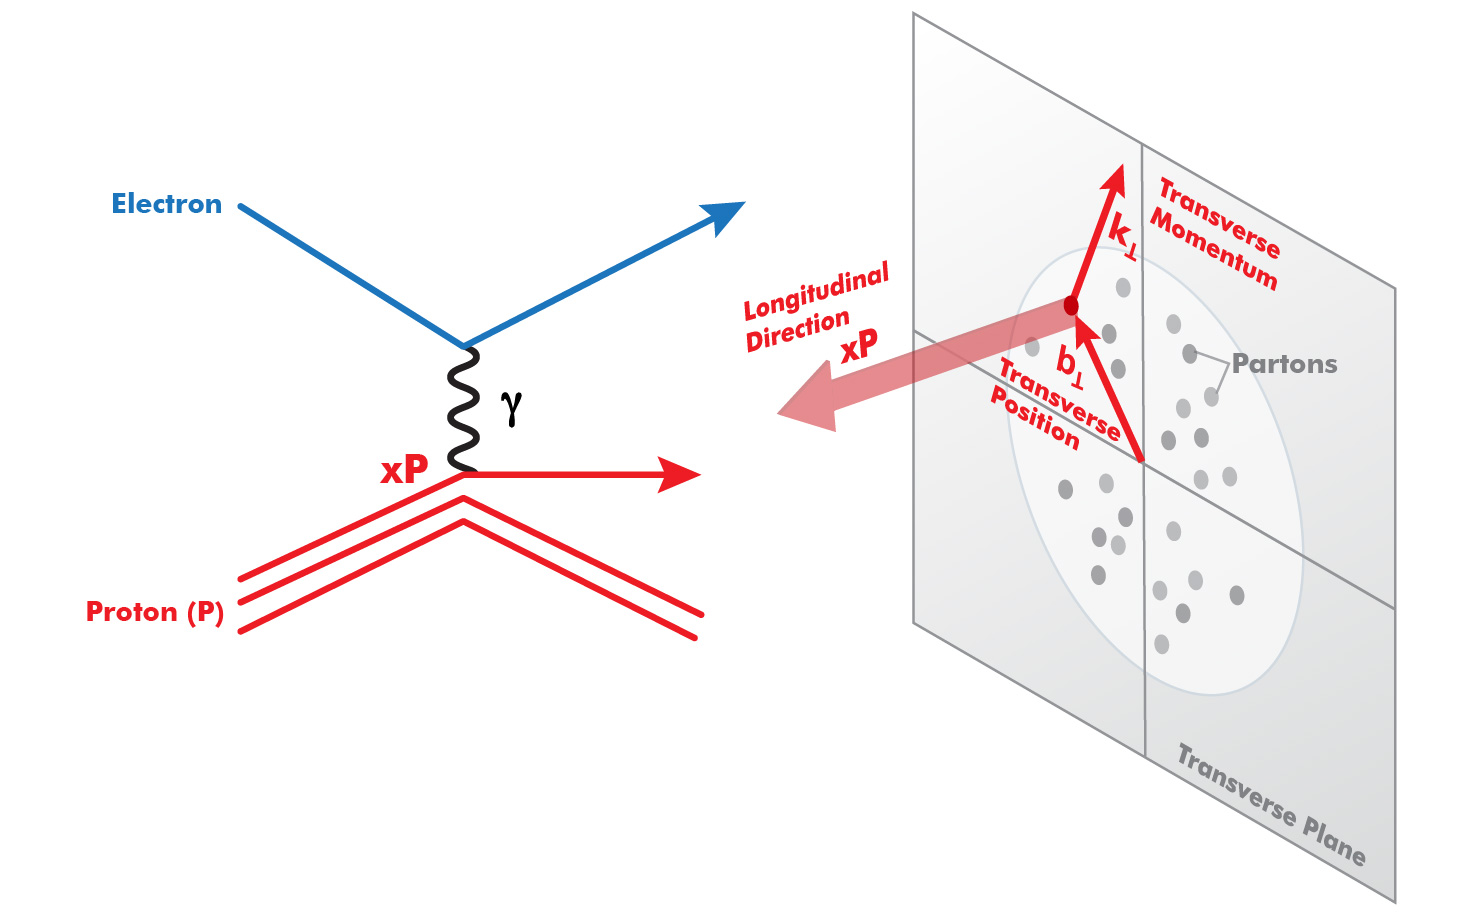 Electron
γ
xP
Proton (P)
Longitudinal
Direction
xP
k⊥
Transverse
Momentum
b⊥
Transverse
Position
Partons
Transverse Plane